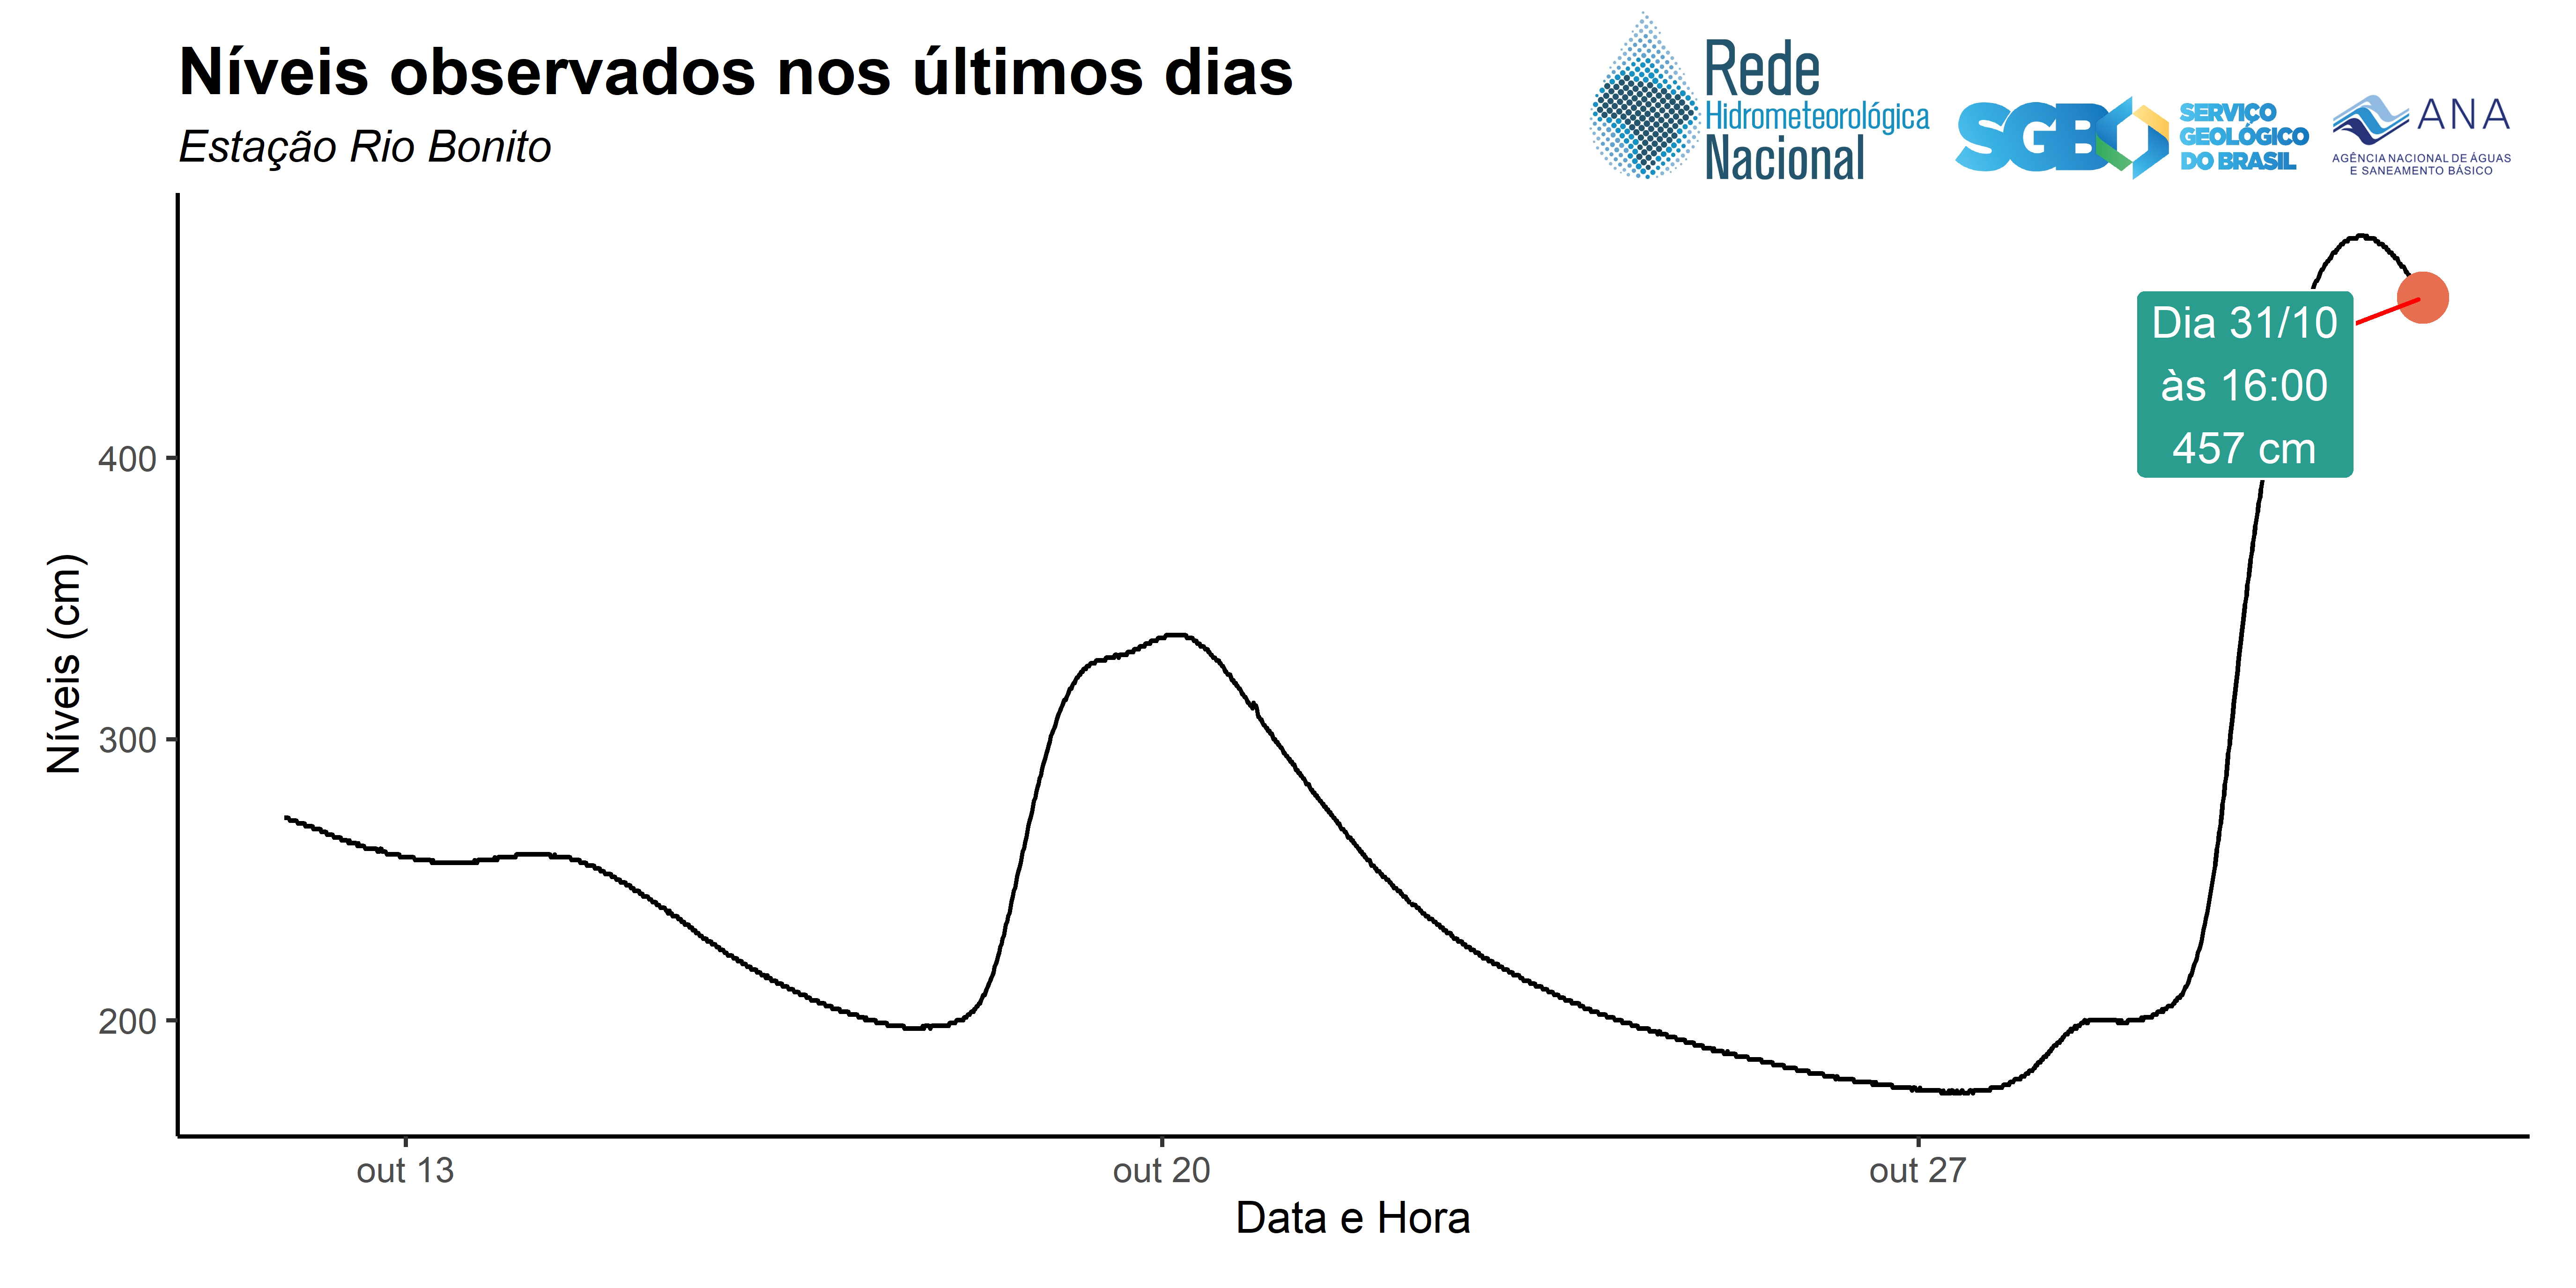 Níveis observados nos últimos dias
Estação Rio Bonito
Rede
Hidrometeorológica
Nacional
SGB
SERVIÇO
GEOLÓGICO
DO BRASIL
ANA
AGÊNCIA NACIONAL DE ÁGUAS
E SANEAMENTO BÁSICO
Dia 31/10
às 16:00
457 cm
400
300
200
Níveis (cm)
out 13
out 20
out 27
Data e Hora